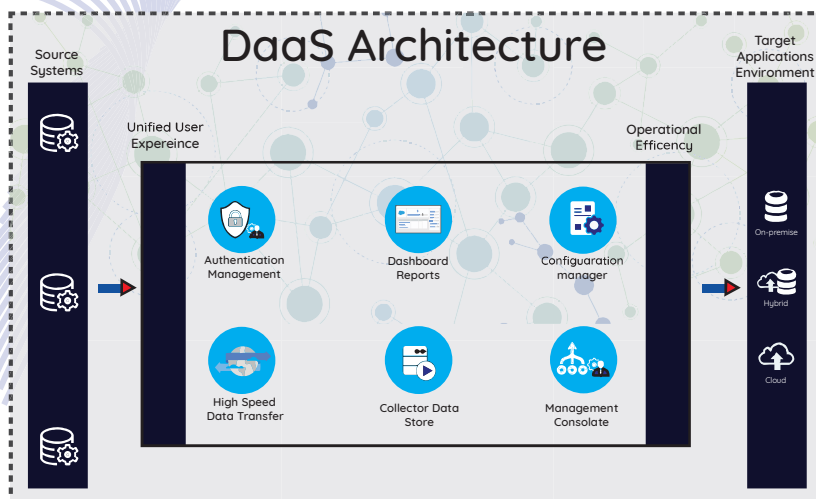 DaaS Architecture
Source
Systems
Target
Applications
Environment
Unified User
Expereince
Operational
Efficency
Authentication
Management
Dashboard
Reports
Configuaration
manager
High Speed
Data Transfer
Collector Data
Store
Management
Consolate
On-premise
Hybrid
Cloud